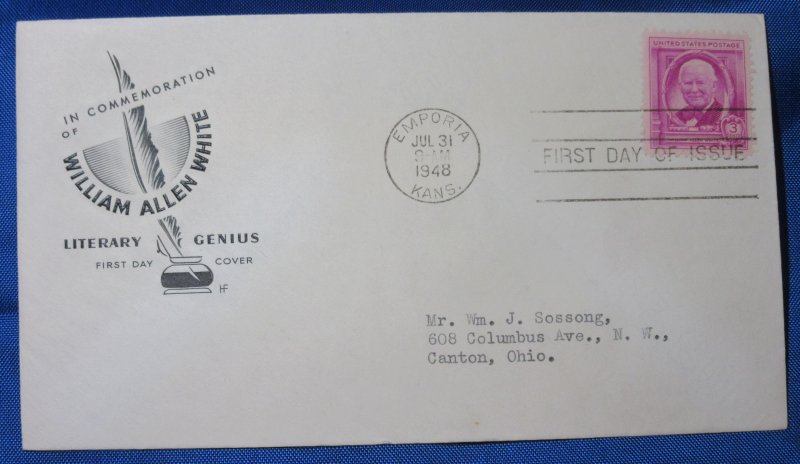 IN COMMEMORATION
OF
WILLIAM ALLEN WHITE
LITERARY GENIUS
FIRST DAY COVER
HF
EMPORIA
JUL 31
9-AM
1948
KANS.
UNITED STATES POSTAGE
3
FIRST DAY OF ISSUE
Mr. Wm. J. Sossong,
608 Columbus Ave., N. W.,
Canton, Ohio.